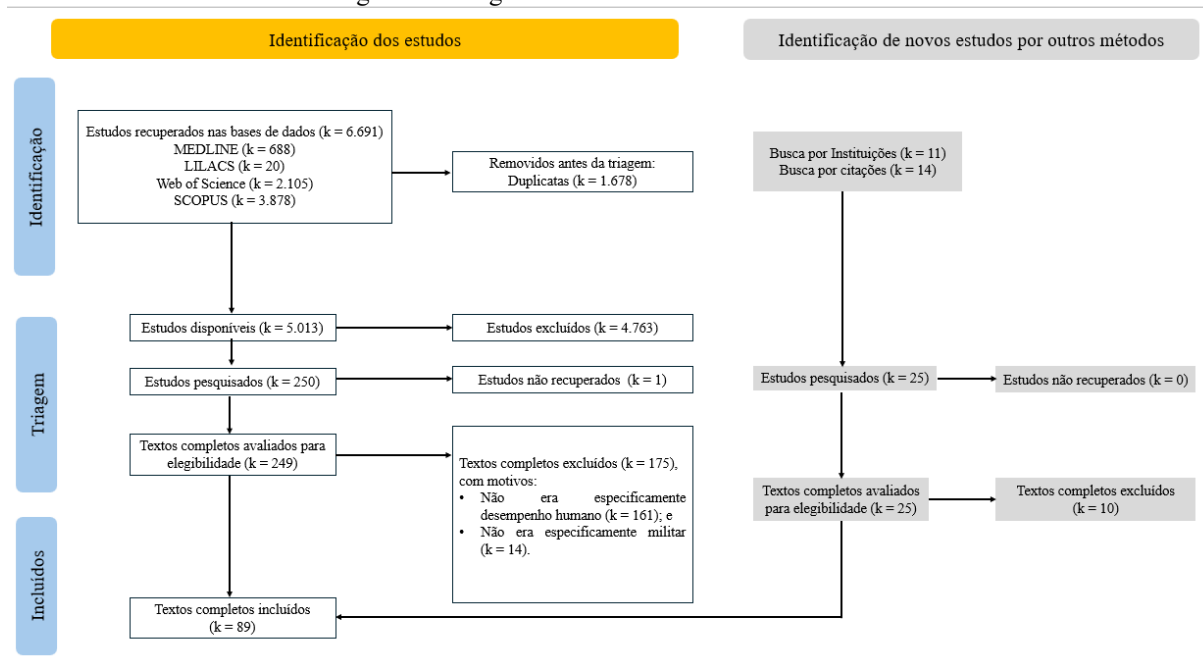 Identificação dos estudos
Identificação de novos estudos por outros métodos
Identificação
Estudos recuperados nas bases de dados (k = 6.691)
MEDLINE (k = 688)
LILACS (k = 20)
Web of Science (k = 2.105)
SCOPUS (k = 3.878)
Removidos antes da triagem:
Duplicatas (k = 1.678)
Busca por Instituições (k = 11)
Busca por citações (k = 14)
Triagem
Estudos disponíveis (k = 5.013)
Estudos excluídos (k = 4.763)
Estudos pesquisados (k = 250)
Estudos não recuperados (k = 1)
Estudos pesquisados (k = 25)
Estudos não recuperados (k = 0)
Textos completos avaliados para
elegibilidade (k = 249)
Textos completos excluídos (k = 175),
com motivos:
• Não era especificamente
desempenho humano (k = 161); e
• Não era especificamente militar
(k = 14).
Textos completos avaliados
para elegibilidade (k = 25)
Textos completos excluídos
(k = 10)
Incluídos
Textos completos incluídos
(k = 89)